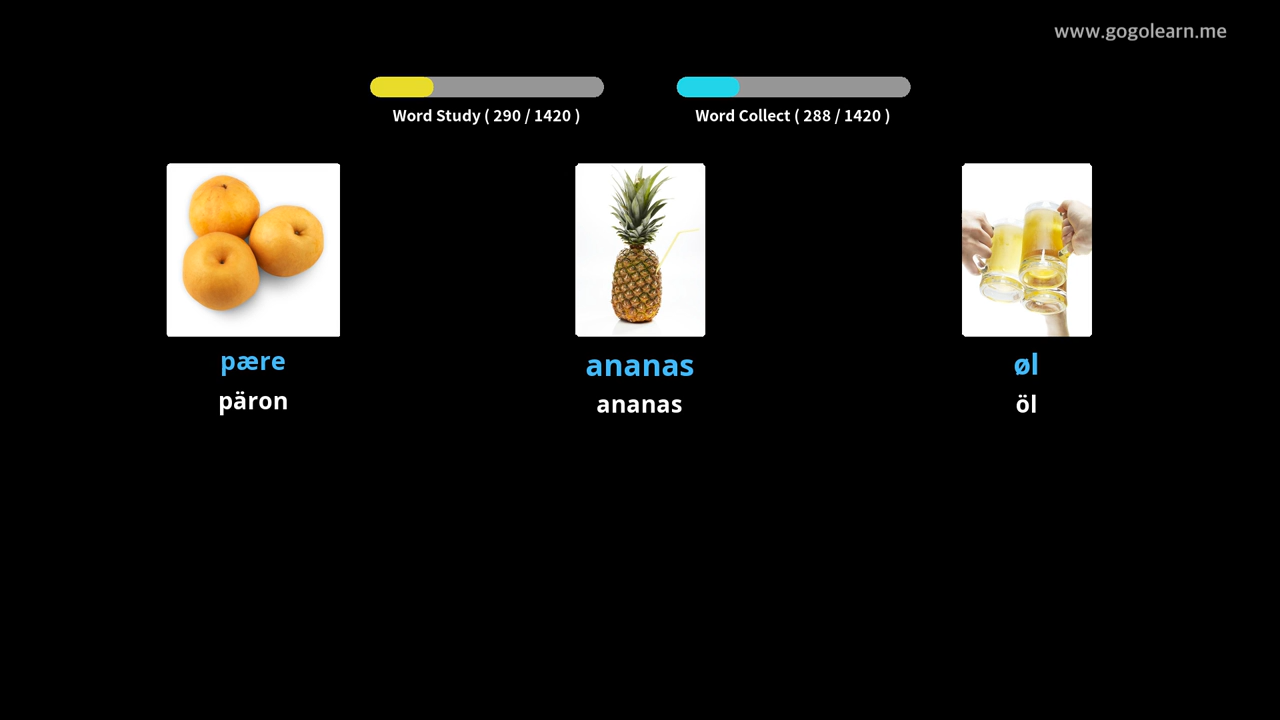 www.gogolearn.me
Word Study ( 290 / 1420 )
Word Collect ( 288 / 1420 )
pære
päron
ananas
ananas
øl
öl